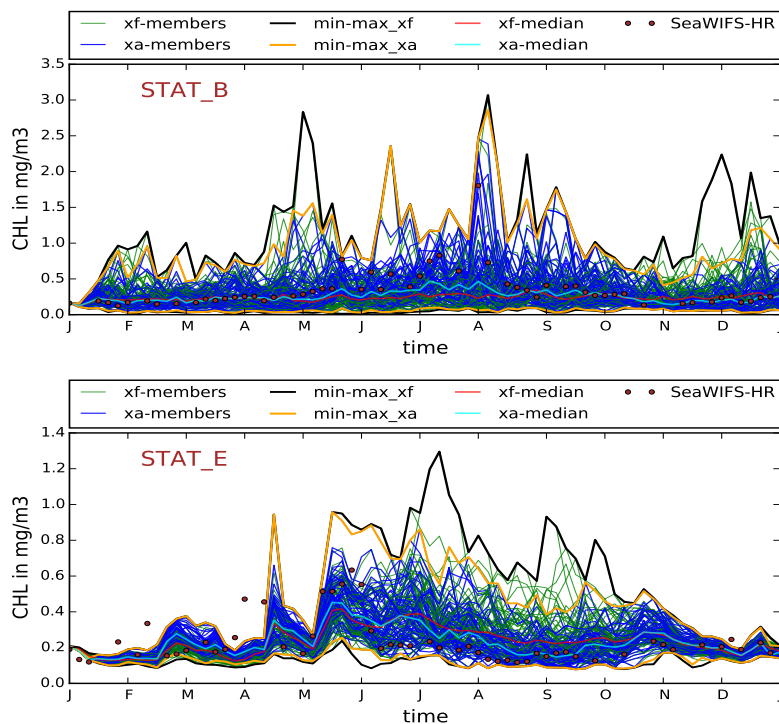 xf-members min-max_xf xf-median SeaWIFS-HR
xa-members min-max_xa xa-median
3.5
STAT_B
3.0
2.5
2.0
1.5
1.0
0.5
0.0
CHL in mg/m3
J F M A M J J A S O N D J
time
xf-members min-max_xf xf-median SeaWIFS-HR
xa-members min-max_xa xa-median
1.4
STAT_E
1.2
1.0
0.8
0.6
0.4
0.2
0.0
CHL in mg/m3
J F M A M J J A S O N D J
time